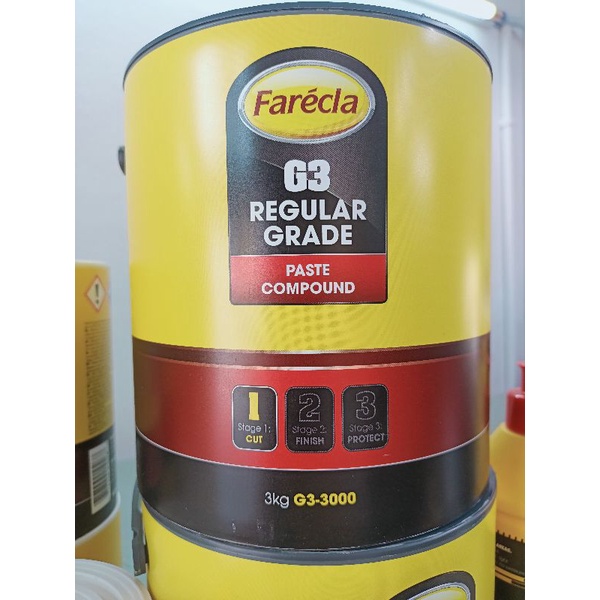 Farécla
G3
REGULAR
GRADE
PASTE
COMPOUND
1
Stage 1:
CUT
2
Stage 2:
FINISH
3
Stage 3:
PROTECT
3kg G3-3000
Farécla